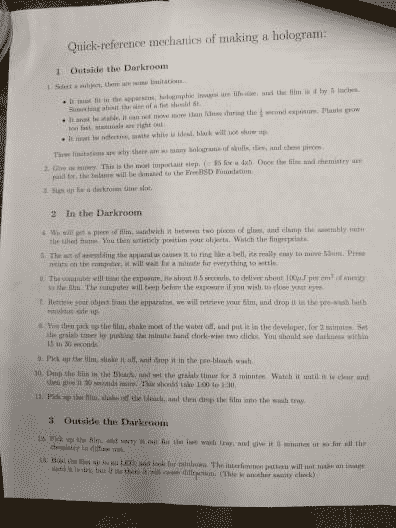 Quick-reference mechanics of making a hologram:
1 Outside the Darkroom
1. Select a subject, there are some limitations...
• It must fit in the apparatus, holographic images are life-size, and the film is 4 by 5 inches.
Something about the size of a fist should fit.
• It must be stable, it can not move more than 53nm during the ½ second exposure. Plants grow
too fast, mammals are right out.
• It must be reflective, matte white is ideal, black will not show up.
These limitations are why there are so many holograms of skulls, dice, and chess pieces.
2. Give us money. This is the most important step. (~ $5 for a 4x5. Once the film and chemistry are
paid for, the balance will be donated to the FreeBSD Foundation.
3. Sign up for a darkroom time slot.
2 In the Darkroom
4. We will get a piece of film, sandwich it between two pieces of glass, and clamp the assembly onto
the tilted frame. You then artisticly position your objects. Watch the fingerprints.
5. The act of assembling the apparatus causes it to ring like a bell, its really easy to move 53nm. Press
return on the computer, it will wait for a minute for everything to settle.
6. The computer will time the exposure, its about 0.5 seconds, to deliver about 100μJ per cm² of energy
to the film. The computer will beep before the exposure if you wish to close your eyes.
7. Retrieve your object from the apparatus, we will retrieve your film, and drop it in the pre-wash bath
emulsion side up.
8. You then pick up the film, shake most of the water off, and put it in the developer, for 2 minutes. Set
the gralab timer by pushing the minute hand clock-wise two clicks. You should see darkness within
15 to 30 seconds.
9. Pick up the film, shake it off, and drop it in the pre-bleach wash.
10. Drop the film in the Bleach, and set the gralab timer for 3 minutes. Watch it until it is clear and
then give it 30 seconds more. This should take 1:00 to 1:30.
11. Pick up the film, shake off the bleach, and then drop the film into the wash tray.
3 Outside the Darkroom
12. Pick up the film, and carry it out for the last wash tray, and give it 5 minutes or so for all the
chemistry to diffuse out.
13. Hold the film up to an LED, and look for rainbows. The interference pattern will not make an image
until it is dry, but if its there it will cause diffraction. (This is another sanity check)